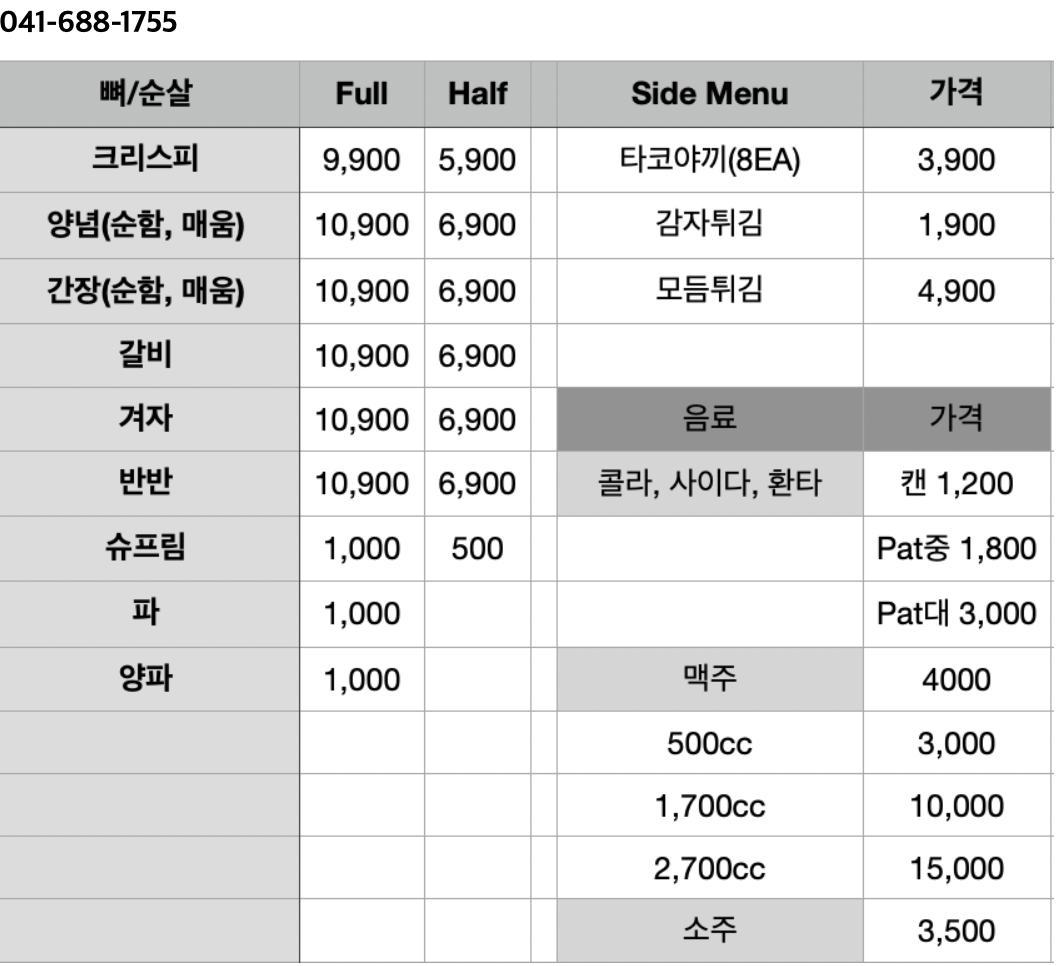 041-688-1755
뼈/순살 Full Half Side Menu 가격
크리스피 9,900 5,900 타코야끼(8EA) 3,900
양념(순함, 매움) 10,900 6,900 감자튀김 1,900
간장(순함, 매움) 10,900 6,900 모듬튀김 4,900
갈비 10,900 6,900
겨자 10,900 6,900 음료 가격
반반 10,900 6,900 콜라, 사이다, 환타 캔 1,200
슈프림 1,000 500 Pat중 1,800
파 1,000 Pat대 3,000
양파 1,000 맥주 4000
500cc 3,000
1,700cc 10,000
2,700cc 15,000
소주 3,500